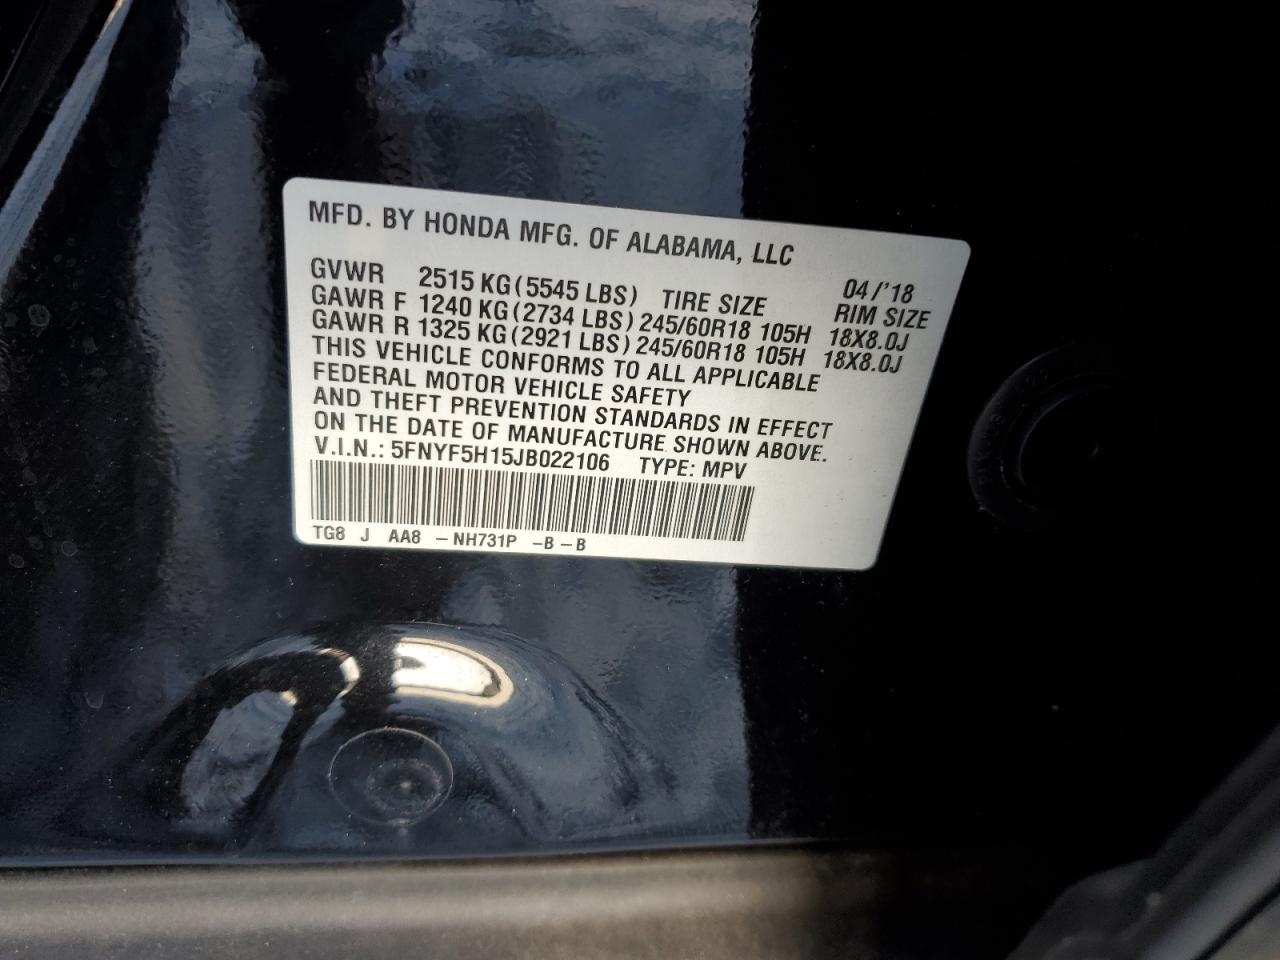 MFD. BY HONDA MFG. OF ALABAMA, LLC
04/'18
GVWR 2515 KG (5545 LBS) TIRE SIZE RIM SIZE
GAWR F 1240 KG (2734 LBS) 245/60R18 105H 18X8.0J
GAWR R 1325 KG (2921 LBS) 245/60R18 105H 18X8.0J
THIS VEHICLE CONFORMS TO ALL APPLICABLE
FEDERAL MOTOR VEHICLE SAFETY
AND THEFT PREVENTION STANDARDS IN EFFECT
ON THE DATE OF MANUFACTURE SHOWN ABOVE.
V.I.N.: 5FNYF5H15JB022106 TYPE: MPV
TG8 J AA8 – NH731P –B – B